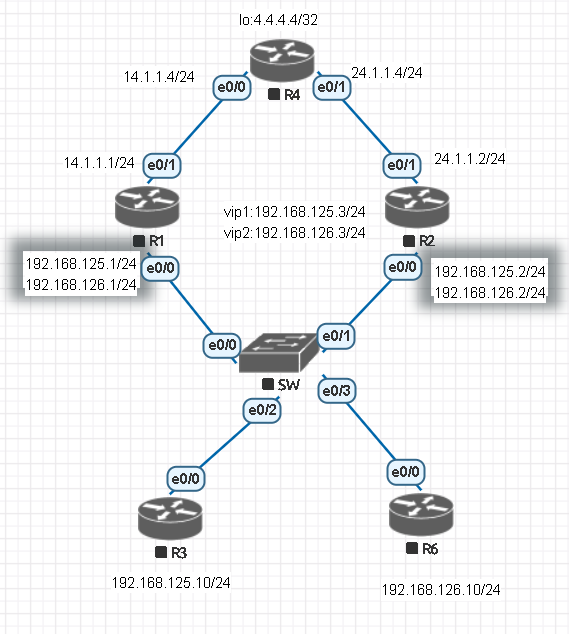 lo:4.4.4.4/32
14.1.1.4/24
24.1.1.4/24
e0/0
e0/1
R4
14.1.1.1/24
e0/1
e0/1
24.1.1.2/24
vip1:192.168.125.3/24
vip2:192.168.126.3/24
R1
R2
192.168.125.1/24
192.168.126.1/24
e0/0
e0/0
192.168.125.2/24
192.168.126.2/24
e0/0
e0/1
SW
e0/2
e0/3
e0/0
e0/0
R3
R6
192.168.125.10/24
192.168.126.10/24